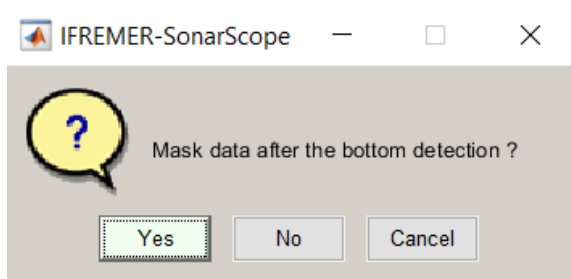 IFREMER-SonarScope
?
Mask data after the bottom detection ?
Yes
No
Cancel